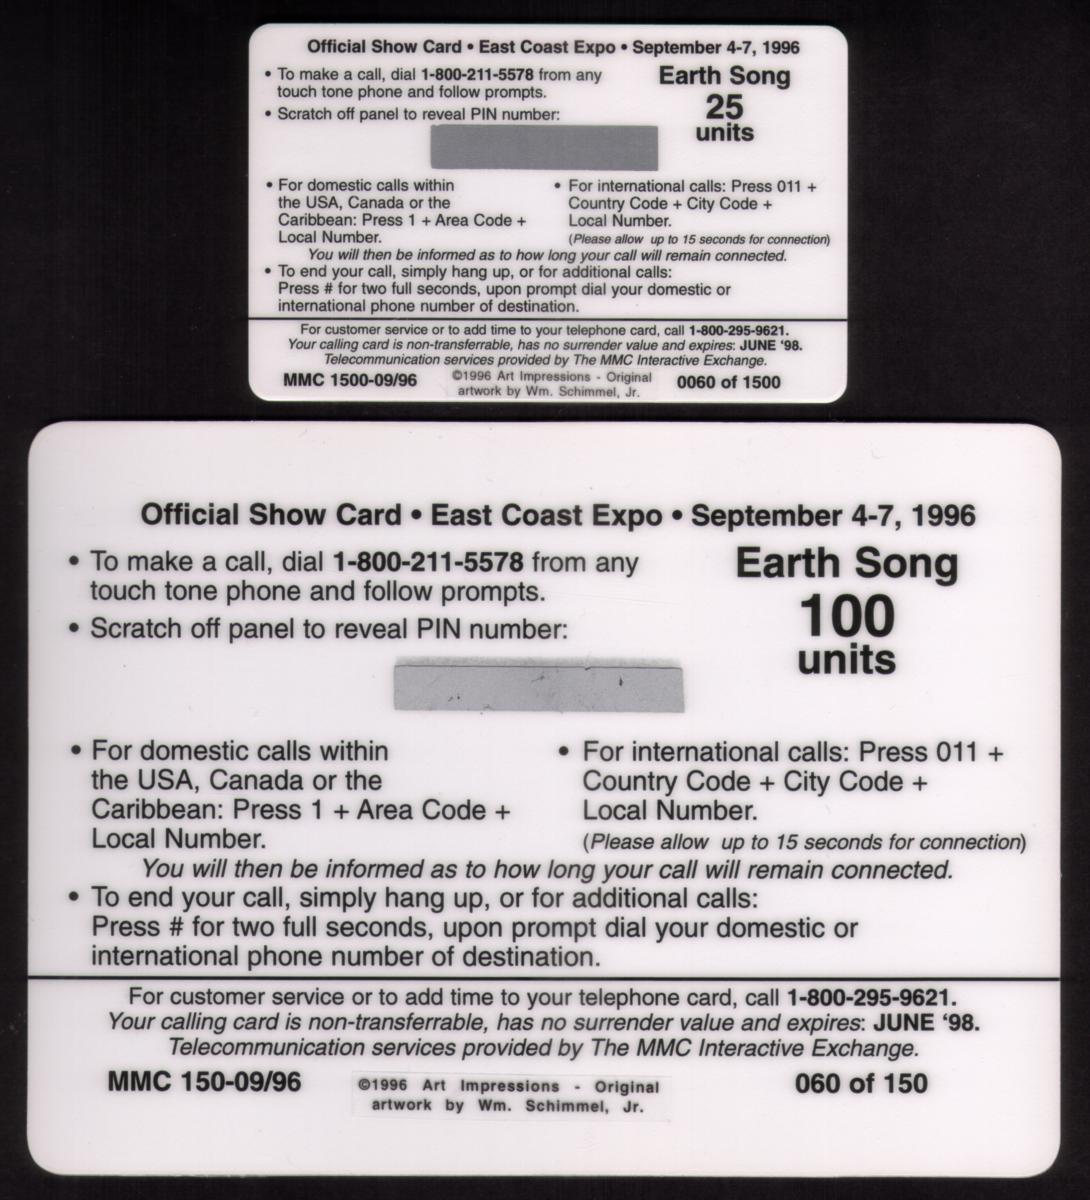 Official Show Card • East Coast Expo • September 4-7, 1996
• To make a call, dial 1-800-211-5578 from any
touch tone phone and follow prompts.
• Scratch off panel to reveal PIN number:
Earth Song
25
units
• For domestic calls within
the USA, Canada or the
Caribbean: Press 1 + Area Code +
Local Number.
• For international calls: Press 011 +
Country Code + City Code +
Local Number.
(Please allow up to 15 seconds for connection)
You will then be informed as to how long your call will remain connected.
• To end your call, simply hang up, or for additional calls:
Press # for two full seconds, upon prompt dial your domestic or
international phone number of destination.
For customer service or to add time to your telephone card, call 1-800-295-9621.
Your calling card is non-transferrable, has no surrender value and expires: JUNE '98.
Telecommunication services provided by The MMC Interactive Exchange.
MMC 1500-09/96
©1996 Art Impressions - Original
artwork by Wm. Schimmel, Jr.
0060 of 1500
Official Show Card • East Coast Expo • September 4-7, 1996
• To make a call, dial 1-800-211-5578 from any
touch tone phone and follow prompts.
• Scratch off panel to reveal PIN number:
Earth Song
100
units
• For domestic calls within
the USA, Canada or the
Caribbean: Press 1 + Area Code +
Local Number.
• For international calls: Press 011 +
Country Code + City Code +
Local Number.
(Please allow up to 15 seconds for connection)
You will then be informed as to how long your call will remain connected.
• To end your call, simply hang up, or for additional calls:
Press # for two full seconds, upon prompt dial your domestic or
international phone number of destination.
For customer service or to add time to your telephone card, call 1-800-295-9621.
Your calling card is non-transferrable, has no surrender value and expires: JUNE '98.
Telecommunication services provided by The MMC Interactive Exchange.
MMC 150-09/96
©1996 Art Impressions - Original
artwork by Wm. Schimmel, Jr.
060 of 150